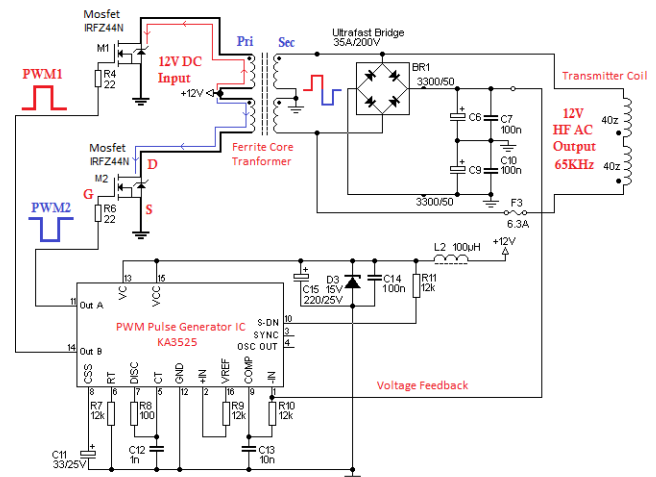 Mosfet
IRFZ44N
M1
PWM1
R4
22
12V DC
Input
+12V
Pri
Sec
Ferrite Core
Tranformer
Ultrafast Bridge
35A/200V
BR1
3300/50
C6
C7
100n
C9
C10
100n
3300/50
Transmitter Coil
12V
HF AC
Output
65KHz
40z
40z
F3
6.3A
Mosfet
IRFZ44N
D
M2
G
S
PWM2
R6
22
L2 100µH
+12V
13
15
VC
VCC
C15
220/25V
D3
15V
C14
100n
R11
12k
11
Out A
14
Out B
PWM Pulse Generator IC
KA3525
S-DN
10
SYNC
3
OSC OUT
4
CSS
RT
DISC
CT
GND
+IN
VREF
COMP
-IN
8
6
7
5
12
2
16
9
1
Voltage Feedback
R7
12k
R8
100
R9
12k
R10
12k
C11
33/25V
C12
1n
C13
10n